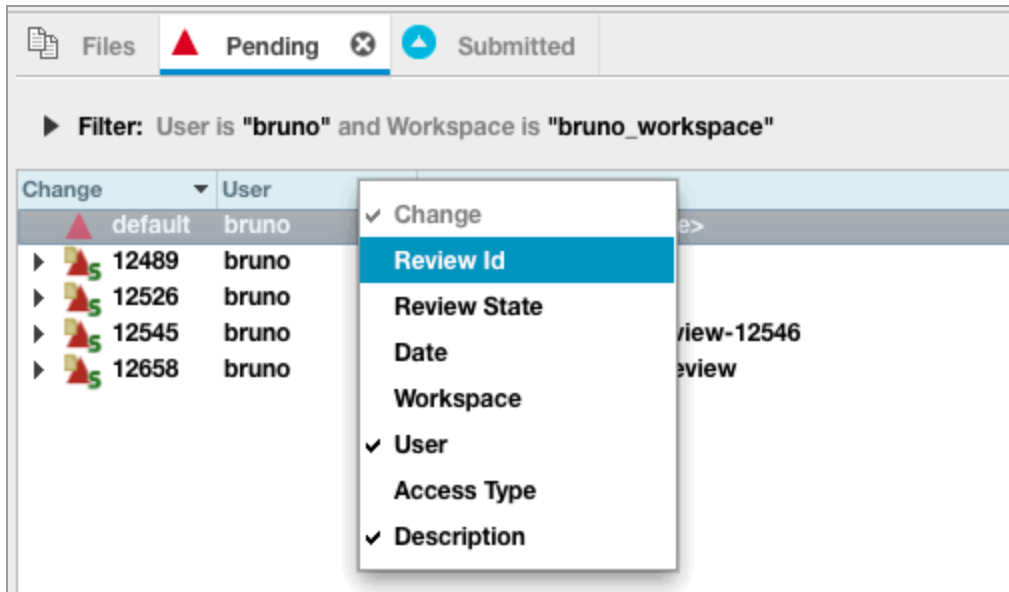 Files Pending Submitted
Filter: User is "bruno" and Workspace is "bruno_workspace"
Change User
default bruno e>
12489 bruno
12526 bruno
12545 bruno view-12546
12658 bruno eview
Change
Review Id
Review State
Date
Workspace
User
Access Type
Description